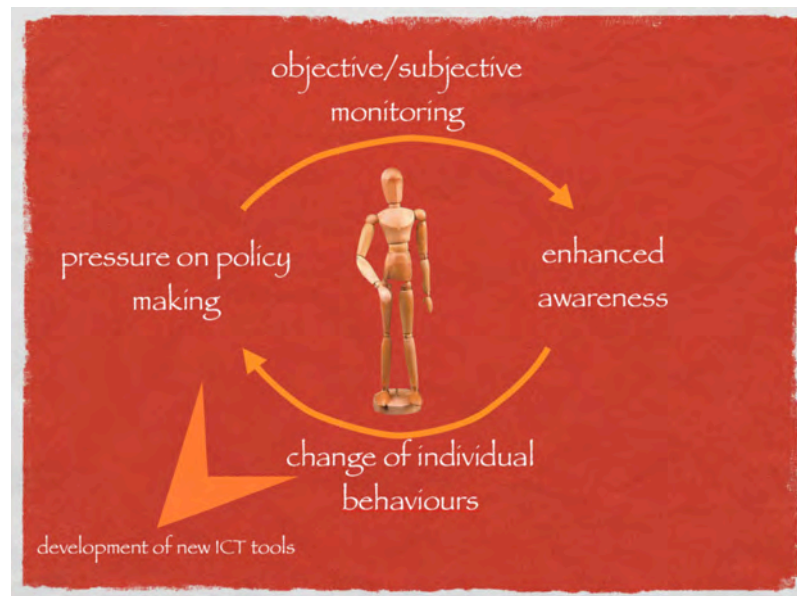 objective/subjective
monitoring
pressure on policy
making
enhanced
awareness
change of individual
behaviours
development of new ICT tools